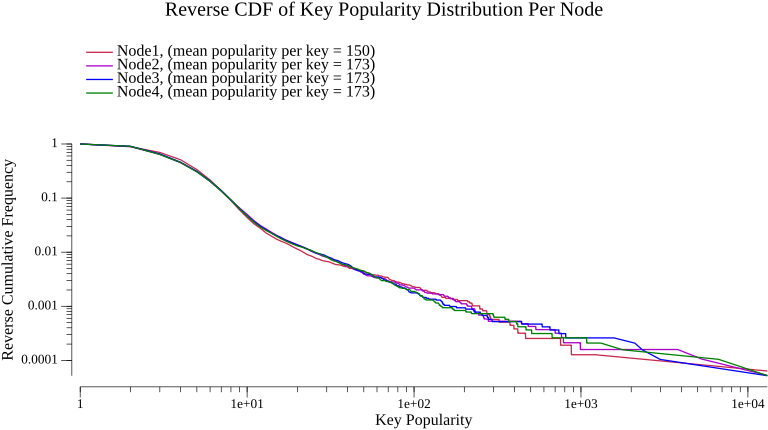 Reverse CDF of Key Popularity Distribution Per Node
Node1, (mean popularity per key = 150)
Node2, (mean popularity per key = 173)
Node3, (mean popularity per key = 173)
Node4, (mean popularity per key = 173)
Reverse Cumulative Frequency
1
0.1
0.01
0.001
0.0001
1
1e+01
1e+02
1e+03
1e+04
Key Popularity